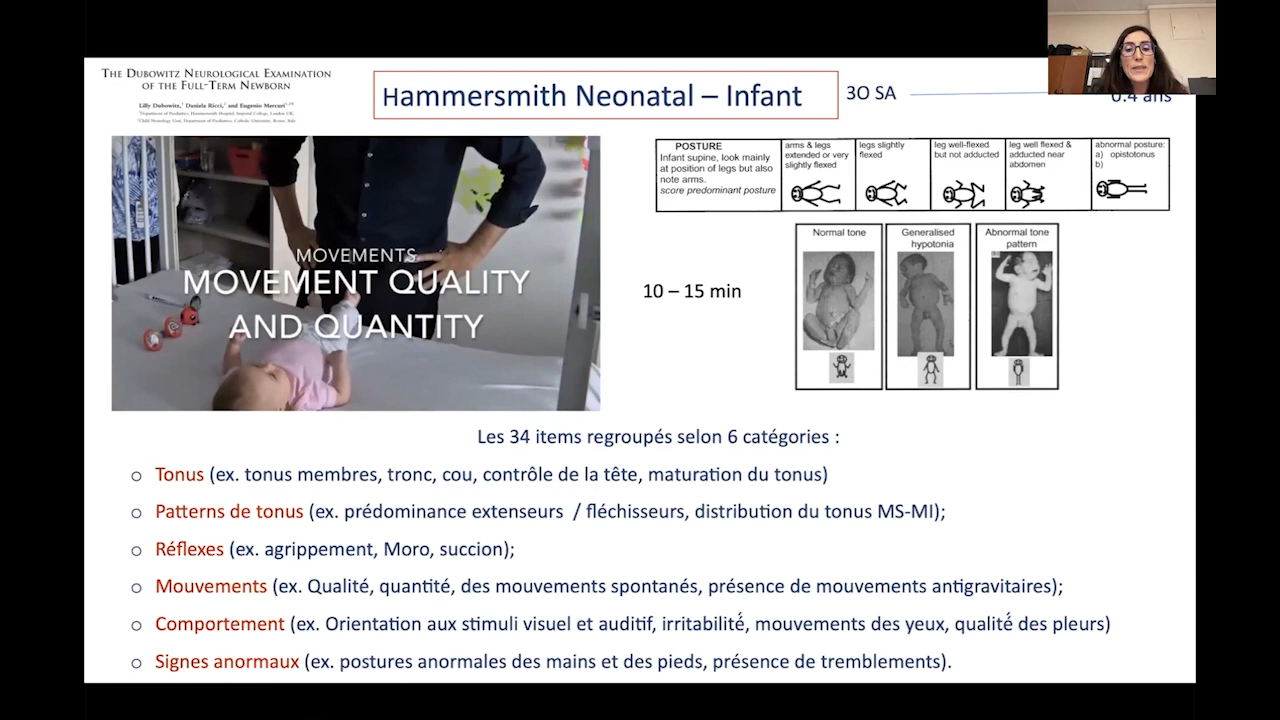 THE DUBOWITZ NEUROLOGICAL EXAMINATION
OF THE FULL-TERM NEWBORN
Lilly Dubowitz, Daniela Ricci, and Eugenio Mercuri
Hammersmith Neonatal – Infant
3O SA
0.4 ans
MOVEMENTS
MOVEMENT QUALITY
AND QUANTITY
POSTURE
Infant supine, look mainly
at position of legs but also
note arms.
score predominant posture
arms & legs
extended or very
slightly flexed
legs slightly
flexed
leg well-flexed
but not adducted
leg well flexed &
adducted near
abdomen
abnormal posture:
a) opistotonus
b)
10 – 15 min
Normal tone
Generalised
hypotonia
Abnormal tone
pattern
Les 34 items regroupés selon 6 catégories :
o Tonus (ex. tonus membres, tronc, cou, contrôle de la tête, maturation du tonus)
o Patterns de tonus (ex. prédominance extenseurs / fléchisseurs, distribution du tonus MS-MI);
o Réflexes (ex. agrippement, Moro, succion);
o Mouvements (ex. Qualité, quantité, des mouvements spontanés, présence de mouvements antigravitaires);
o Comportement (ex. Orientation aux stimuli visuel et auditif, irritabilité, mouvements des yeux, qualité des pleurs)
o Signes anormaux (ex. postures anormales des mains et des pieds, présence de tremblements).